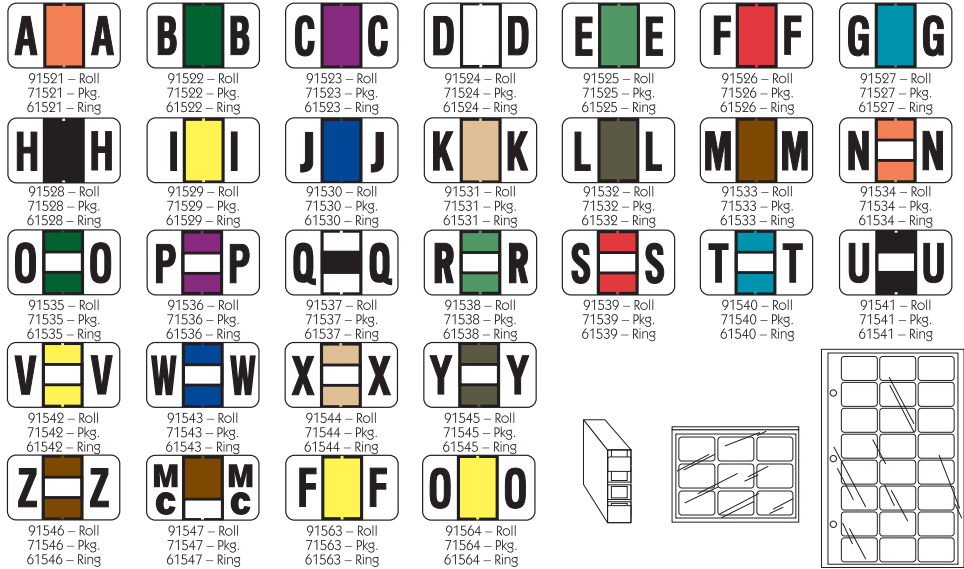 A A
91521 – Roll
71521 – Pkg.
61521 – Ring
B B
91522 – Roll
71522 – Pkg.
61522 – Ring
C C
91523 – Roll
71523 – Pkg.
61523 – Ring
D D
91524 – Roll
71524 – Pkg.
61524 – Ring
E E
91525 – Roll
71525 – Pkg.
61525 – Ring
F F
91526 – Roll
71526 – Pkg.
61526 – Ring
G G
91527 – Roll
71527 – Pkg.
61527 – Ring
H H
91528 – Roll
71528 – Pkg.
61528 – Ring
I I
91529 – Roll
71529 – Pkg.
61529 – Ring
J J
91530 – Roll
71530 – Pkg.
61530 – Ring
K K
91531 – Roll
71531 – Pkg.
61531 – Ring
L L
91532 – Roll
71532 – Pkg.
61532 – Ring
M M
91533 – Roll
71533 – Pkg.
61533 – Ring
N N
91534 – Roll
71534 – Pkg.
61534 – Ring
O O
91535 – Roll
71535 – Pkg.
61535 – Ring
P P
91536 – Roll
71536 – Pkg.
61536 – Ring
Q Q
91537 – Roll
71537 – Pkg.
61537 – Ring
R R
91538 – Roll
71538 – Pkg.
61538 – Ring
S S
91539 – Roll
71539 – Pkg.
61539 – Ring
T T
91540 – Roll
71540 – Pkg.
61540 – Ring
U U
91541 – Roll
71541 – Pkg.
61541 – Ring
V V
91542 – Roll
71542 – Pkg.
61542 – Ring
W W
91543 – Roll
71543 – Pkg.
61543 – Ring
X X
91544 – Roll
71544 – Pkg.
61544 – Ring
Y Y
91545 – Roll
71545 – Pkg.
61545 – Ring
Z Z
91546 – Roll
71546 – Pkg.
61546 – Ring
M M
C C
91547 – Roll
71547 – Pkg.
61547 – Ring
F F
91563 – Roll
71563 – Pkg.
61563 – Ring
O O
91564 – Roll
71564 – Pkg.
61564 – Ring